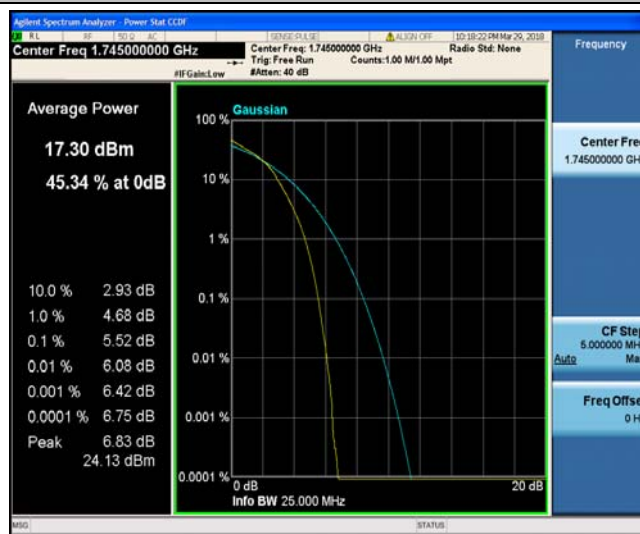 Agilent Spectrum Analyzer - Power Stat CCDF
RL RF 50 Ω AC SENSE:PULSE ALIGN OFF 10:18:22 PM Mar 29, 2018
Center Freq 1.745000000 GHz
Center Freq: 1.745000000 GHz Radio Std: None
Trig: Free Run Counts:1.00 M/1.00 Mpt
#IFGain:Low #Atten: 40 dB
Frequency
Average Power
17.30 dBm
45.34 % at 0dB
10.0 % 2.93 dB
1.0 % 4.68 dB
0.1 % 5.52 dB
0.01 % 6.08 dB
0.001 % 6.42 dB
0.0001 % 6.75 dB
Peak 6.83 dB
24.13 dBm
Gaussian
100 %
10 %
1 %
0.1 %
0.01 %
0.001 %
0.0001 %
0 dB 20 dB
Info BW 25.000 MHz
Center Fre
1.745000000 GH
CF Ste
5.000000 MH
Auto Ma
Freq Offse
0 H
MSG STATUS